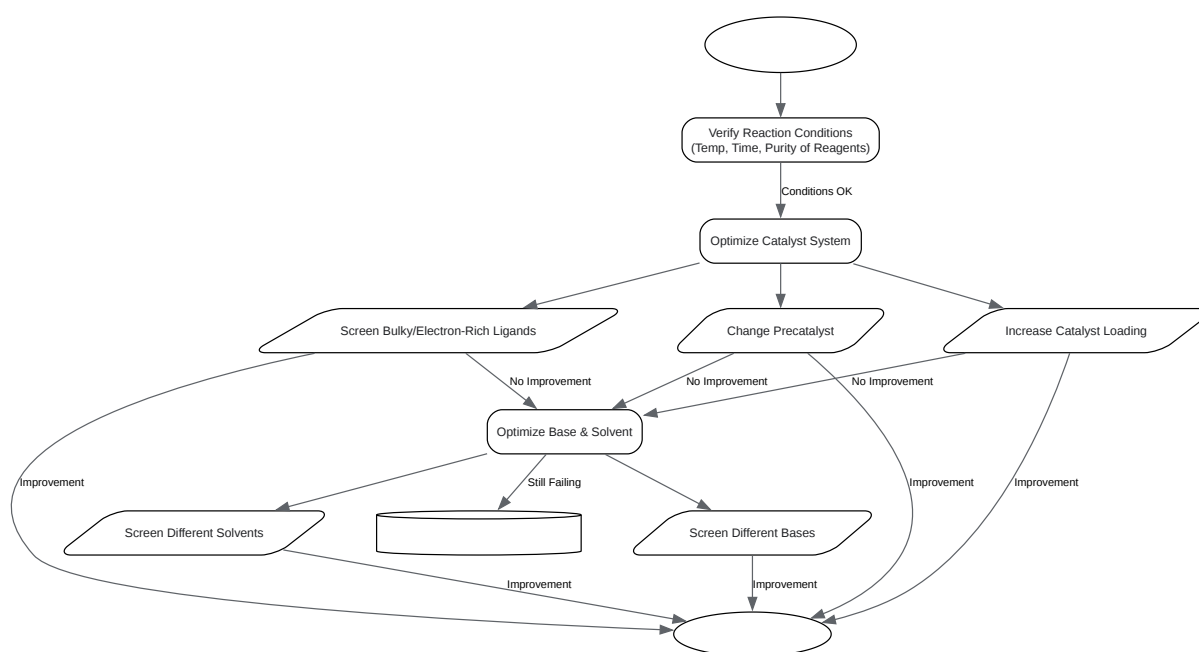 Verify Reaction Conditions
(Temp, Time, Purity of Reagents)
Conditions OK
Optimize Catalyst System
Screen Bulky/Electron-Rich Ligands
Change Precatalyst
Increase Catalyst Loading
No Improvement
No Improvement
No Improvement
Optimize Base & Solvent
Improvement
Still Failing
Improvement
Improvement
Screen Different Solvents
Screen Different Bases
Improvement
Improvement